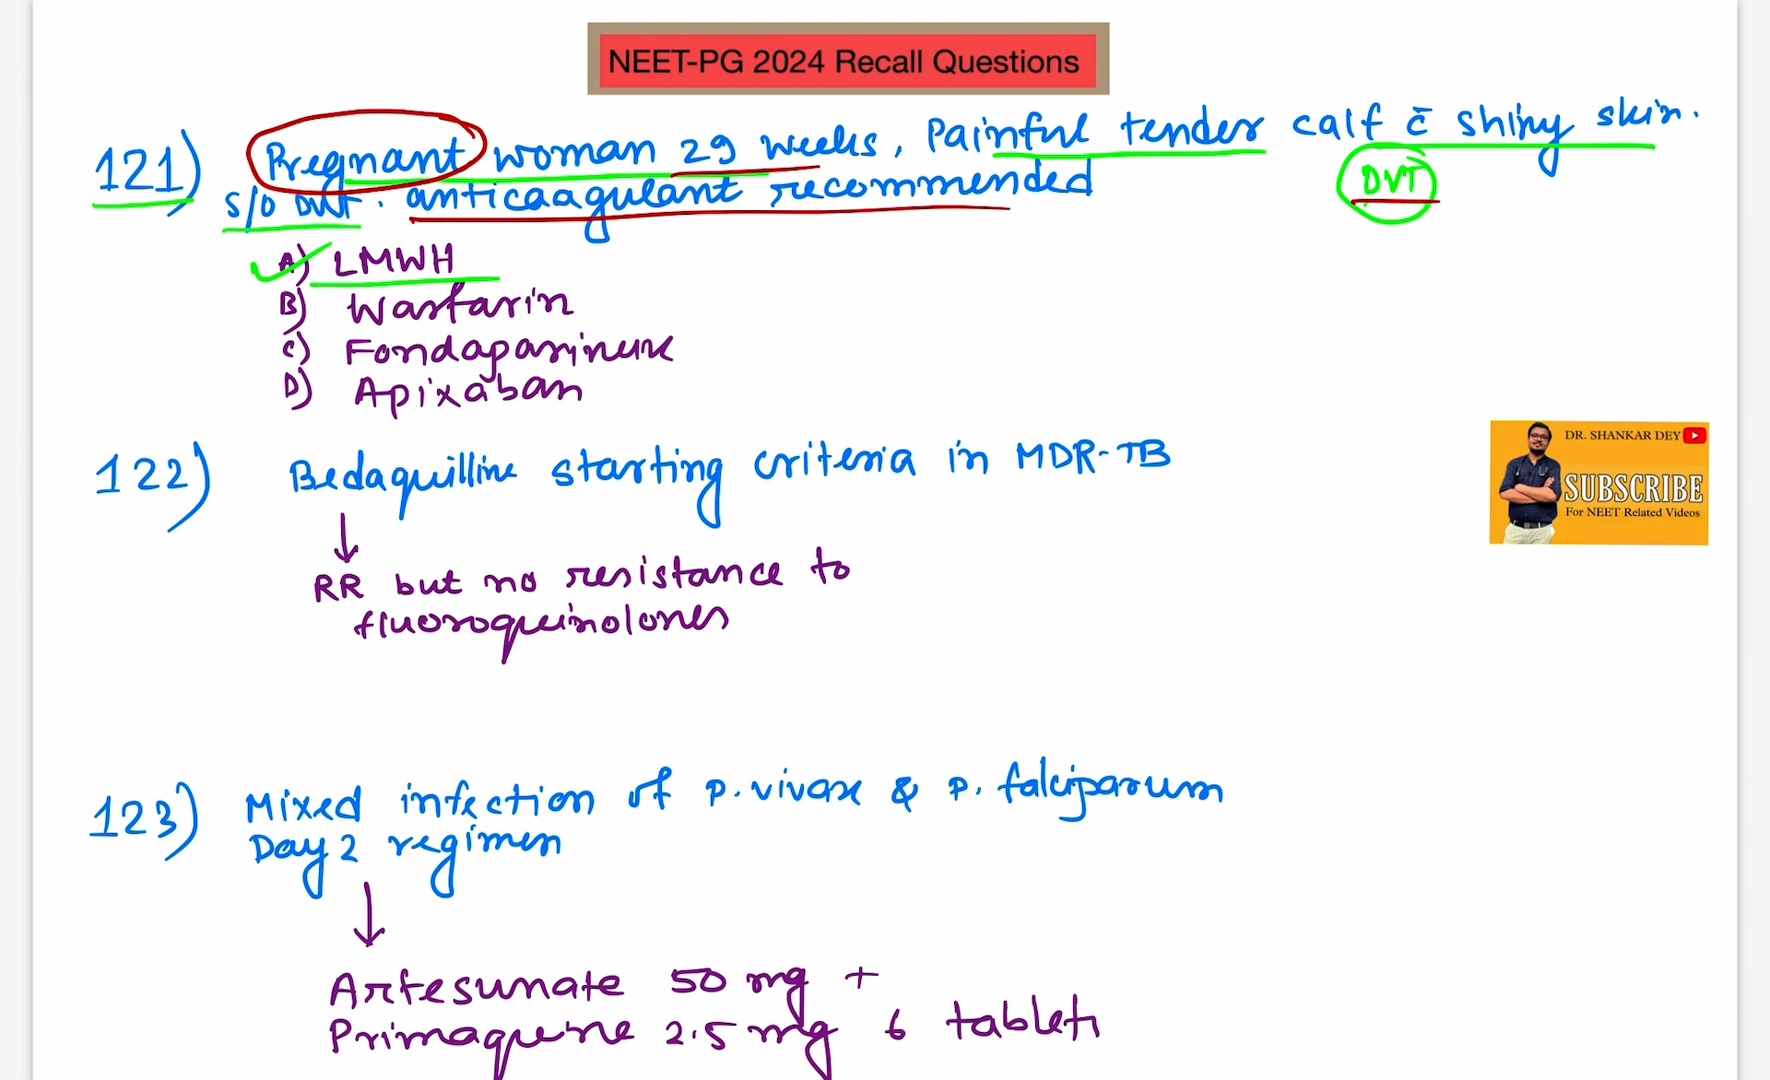 NEET-PG 2024 Recall Questions
121) Pregnant woman 29 weeks, Painful tender calf c̄ shiny skin.
s/o DVT. anticoagulant recommended
DVT
A) LMWH
B) Warfarin
C) Fondaparinux
D) Apixaban
122) Bedaquilline starting criteria in MDR-TB
RR but no resistance to
fluoroquinolones
DR. SHANKAR DEY
SUBSCRIBE
For NEET Related Videos
123) Mixed infection of P. vivax & P. falciparum
Day 2 regimen
Artesunate 50 mg +
Primaquine 2.5 mg 6 tablets